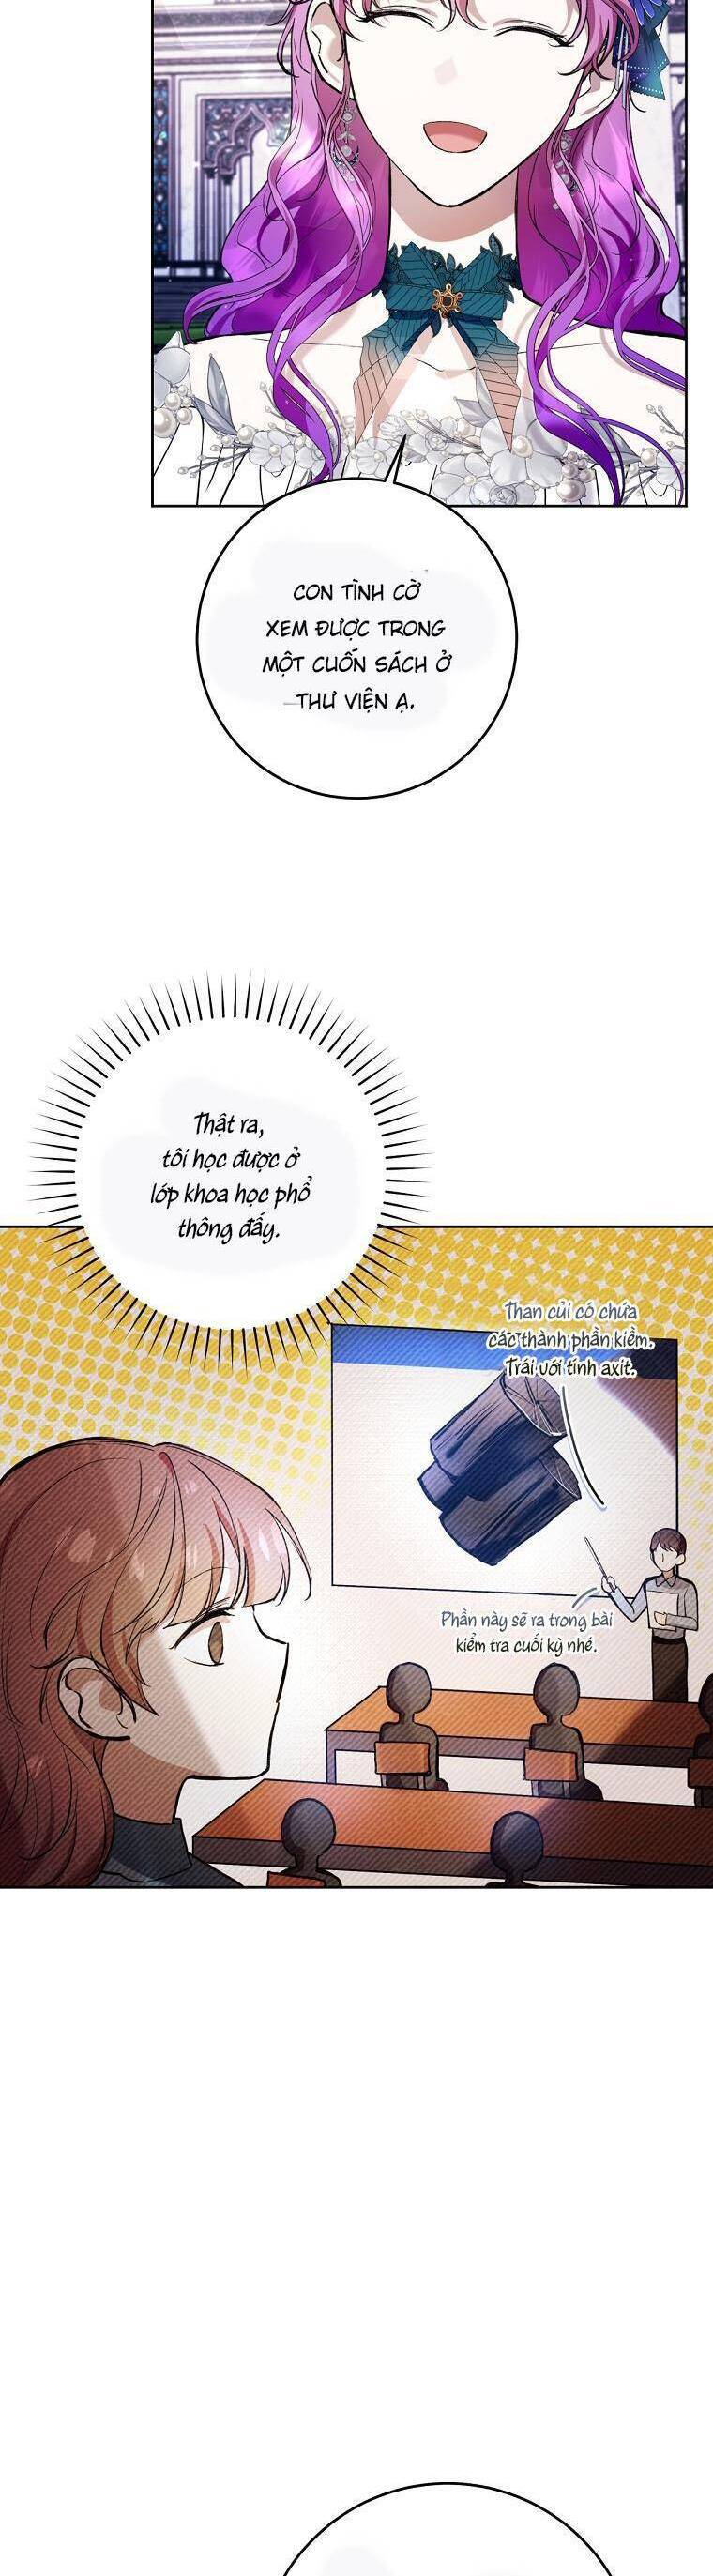 CON TÌNH CỜ
XEM ĐƯỢC TRONG
MỘT CUỐN SÁCH Ở
THƯ VIỆN Ạ.
Thật ra,
tôi học được ở
lớp khoa học phổ
thông đấy.
Than củi có chứa
các thành phần kiềm.
Trái với tính axit.
Phần này sẽ ra trong bài
kiểm tra cuối kỳ nhé.